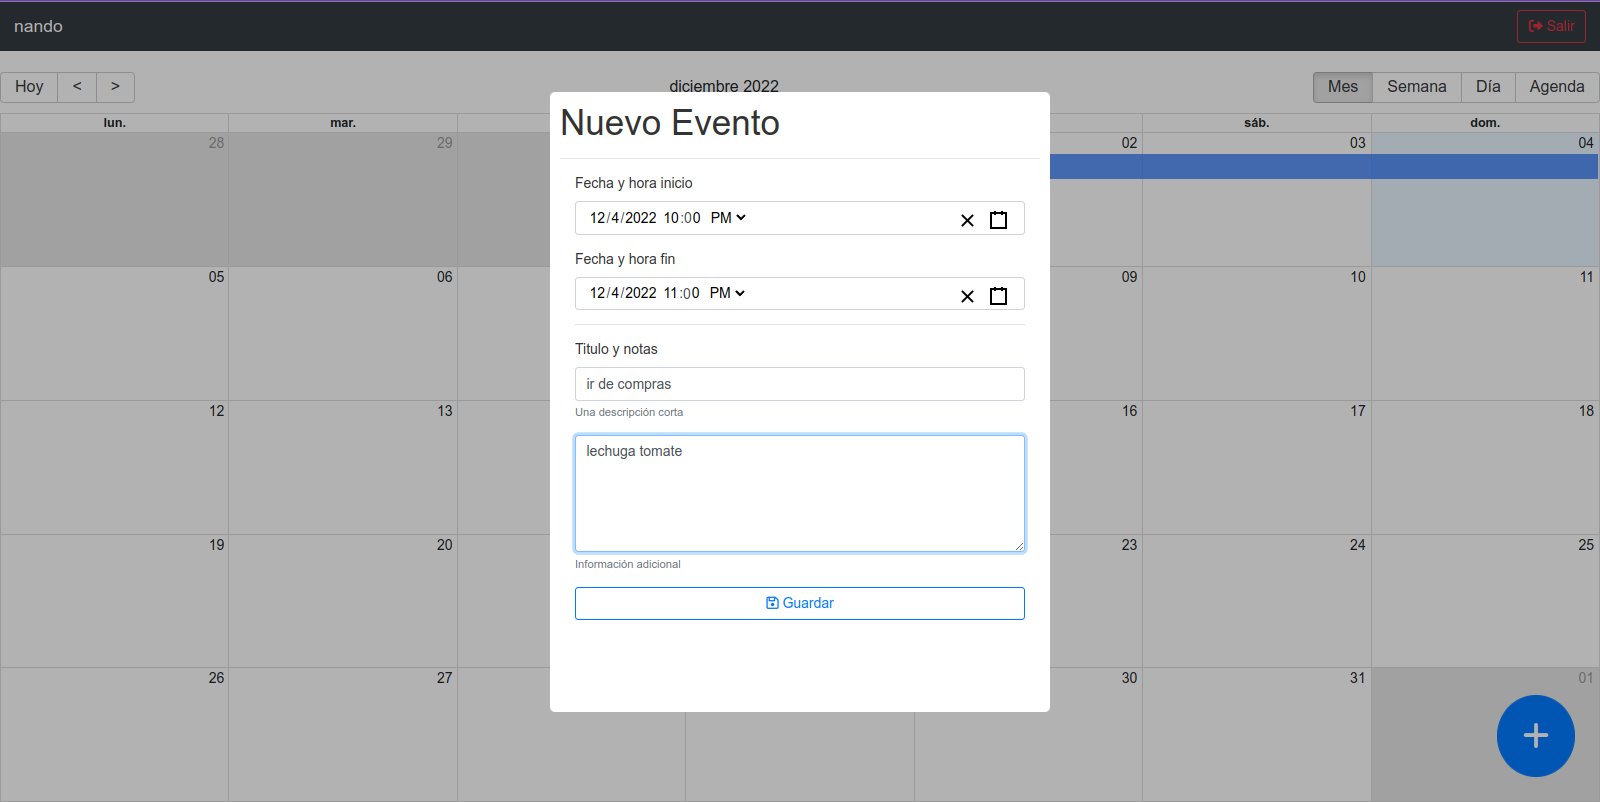 nando
Salir
Hoy < >
diciembre 2022
Mes Semana Día Agenda
lun. mar. sáb. dom.
28 29 02 03 04
05 06 09 10 11
12 13 16 17 18
19 20 23 24 25
26 27 30 31 01
Nuevo Evento
Fecha y hora inicio
12/4/2022 10:00 PM
Fecha y hora fin
12/4/2022 11:00 PM
Titulo y notas
ir de compras
Una descripción corta
lechuga tomate
Información adicional
Guardar